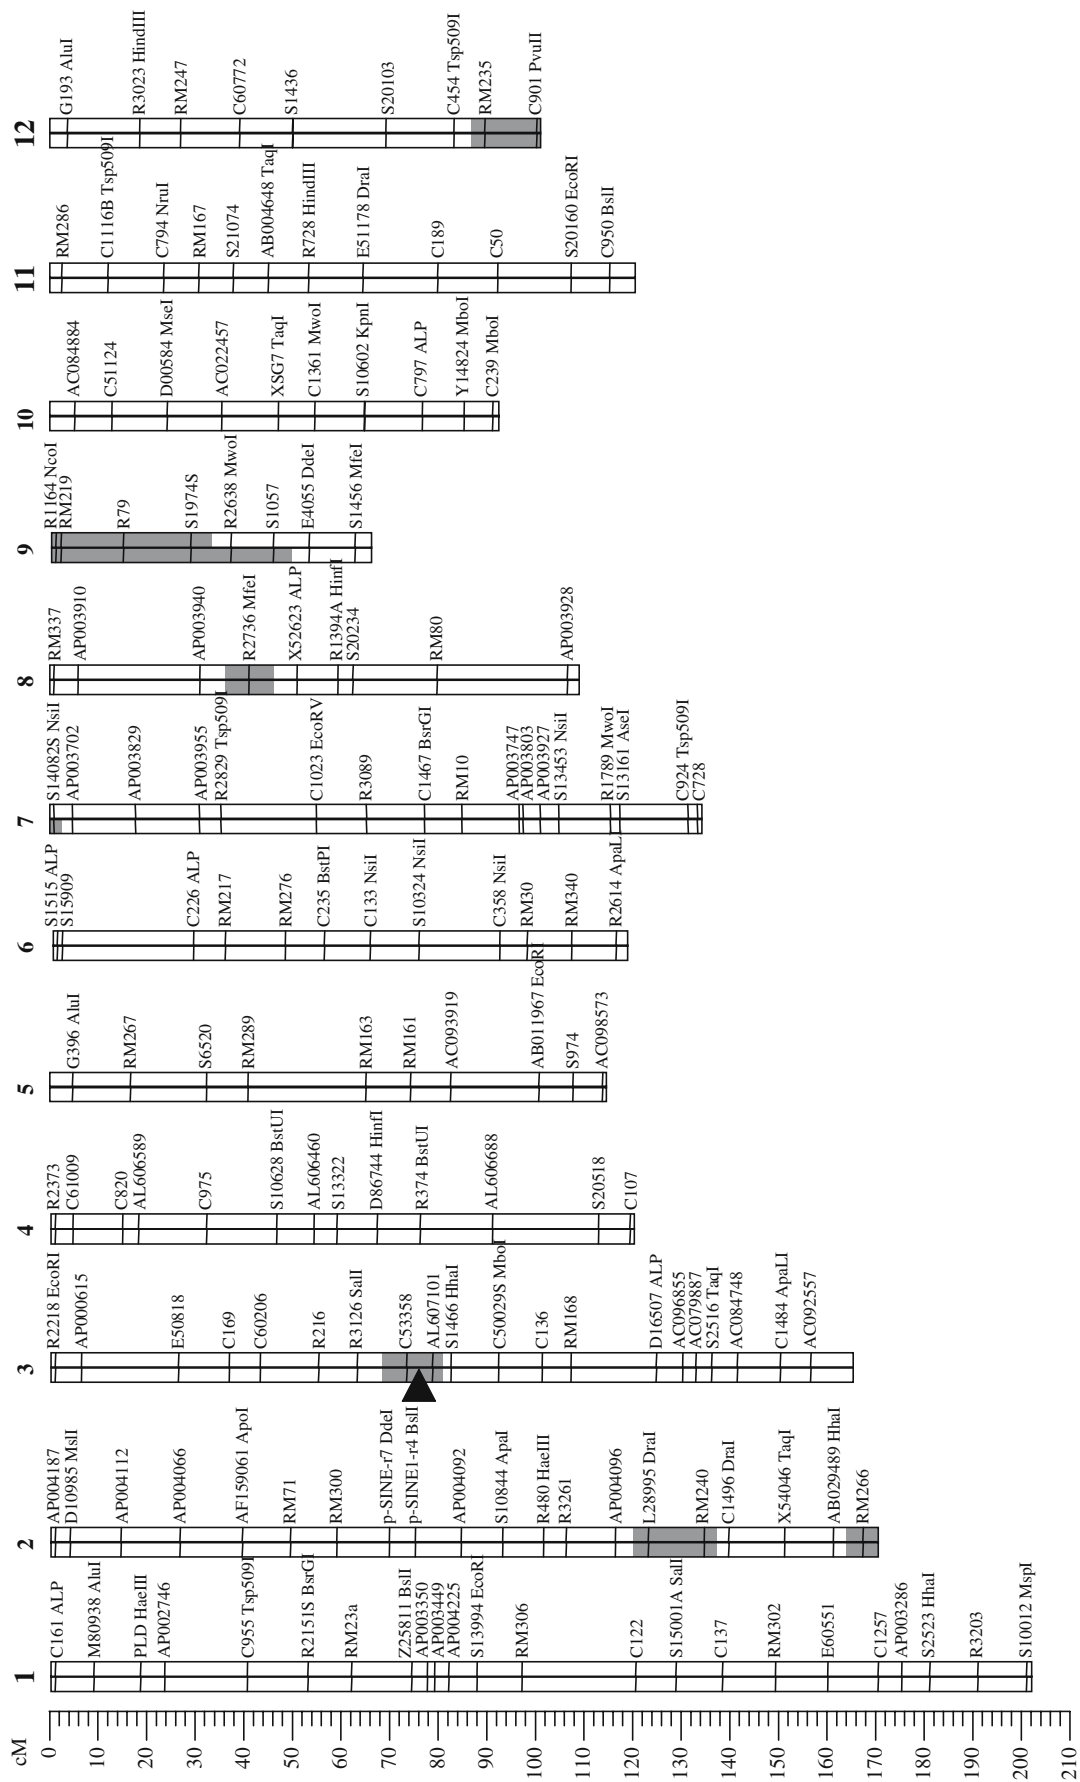 cM
0
10
20
30
40
50
60
70
80
90
100
110
120
130
140
150
160
170
180
190
200
210
1
C161 ALP
M80938 AluI
PLD HaeIII
AP002746
C955 Tsp509I
R2151S BsrGI
RM23a
Z25811 BslI
AP003350
AP003449
AP004225
S13994 EcoRI
RM306
C122
S15001A SalI
C137
RM302
E60551
C1257
AP003286
S2523 HhaI
R3203
S10012 MspI
2
AP004187
D10985 MslI
AP004112
AP004066
AF159061 ApoI
RM71
RM300
p-SINE-r7 DdeI
p-SINE1-r4 BslI
AP004092
S10844 ApaI
R480 HaeIII
R3261
AP004096
L28995 DraI
RM240
C1496 DraI
X54046 TaqI
AB029489 HhaI
RM266
3
R2218 EcoRI
AP000615
E50818
C169
C60206
R216
R3126 SalI
C53358
AL607101
S1466 HhaI
C50029S MboI
C136
RM168
D16507 ALP
AC096855
AC079887
S2516 TaqI
AC084748
C1484 ApaLI
AC092557
4
R2373
C61009
C820
AL606589
C975
S10628 BstUI
AL606460
S13322
D86744 HinfI
R374 BstUI
AL606688
S20518
C107
5
G396 AluI
RM267
S6520
RM289
RM163
RM161
AC093919
AB011967 EcoRI
S974
AC098573
6
S1515 ALP
S15909
C226 ALP
RM217
RM276
C235 BstPI
C133 NsiI
S10324 NsiI
C358 NsiI
RM30
RM340
R2614 ApaLI
7
S14082S NsiI
AP003702
AP003829
AP003955
R2829 Tsp509I
C1023 EcoRV
R3089
C1467 BsrGI
RM10
AP003747
AP003803
AP003927
S13453 NsiI
R1789 MwoI
S13161 AseI
C924 Tsp509I
C728
8
RM337
AP003910
AP003940
R2736 MfeI
X52623 ALP
R1394A HinfI
S20234
RM80
AP003928
9
R1164 NcoI
RM219
R79
S1974S
R2638 MwoI
S1057
E4055 DdeI
S1456 MfeI
10
AC084884
C51124
D00584 MseI
AC022457
XSG7 TaqI
C1361 MwoI
S10602 KpnI
C797 ALP
Y14824 MboI
C239 MboI
11
RM286
C1116B Tsp509I
C794 NruI
RM167
S21074
AB004648 TaqI
R728 HindIII
E51178 DraI
C189
C50
S20160 EcoRI
C950 BslI
12
G193 AluI
R3023 HindIII
RM247
C60772
S1436
S20103
C454 Tsp509I
RM235
C901 PvuII